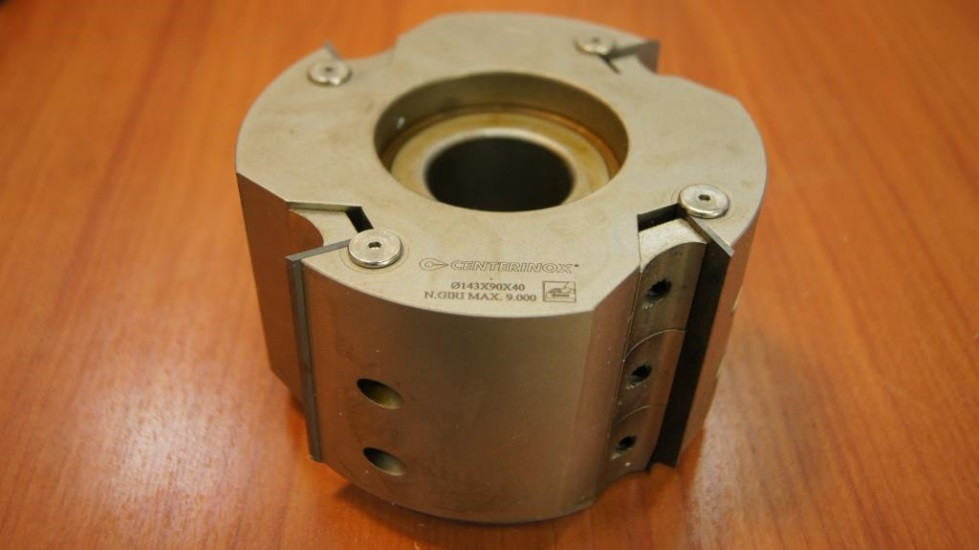 CENTERINOX
Ø143X90X40
N.GIRI MAX. 9.000